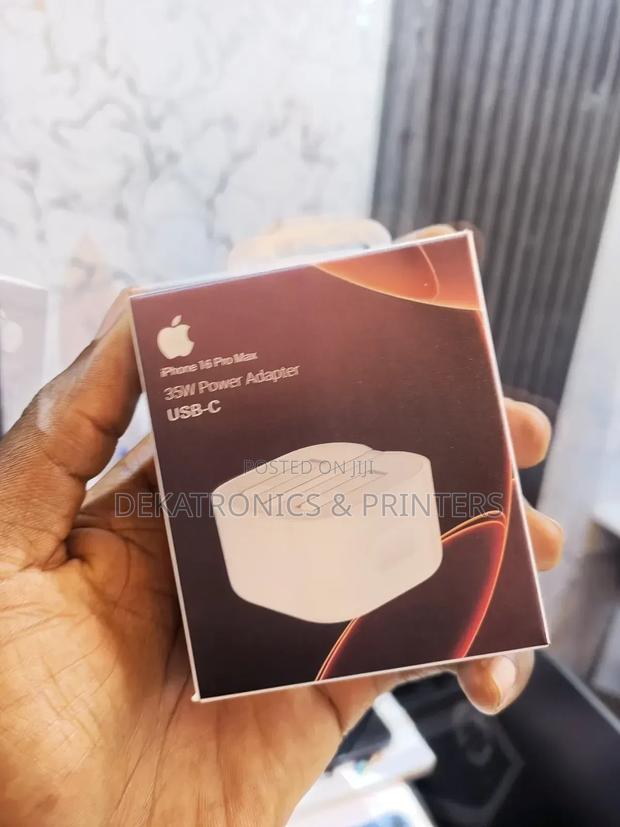 iPhone 16 Pro Max
35W Power Adapter
USB-C
POSTED ON JIJI
DEKATRONICS & PRINTERS